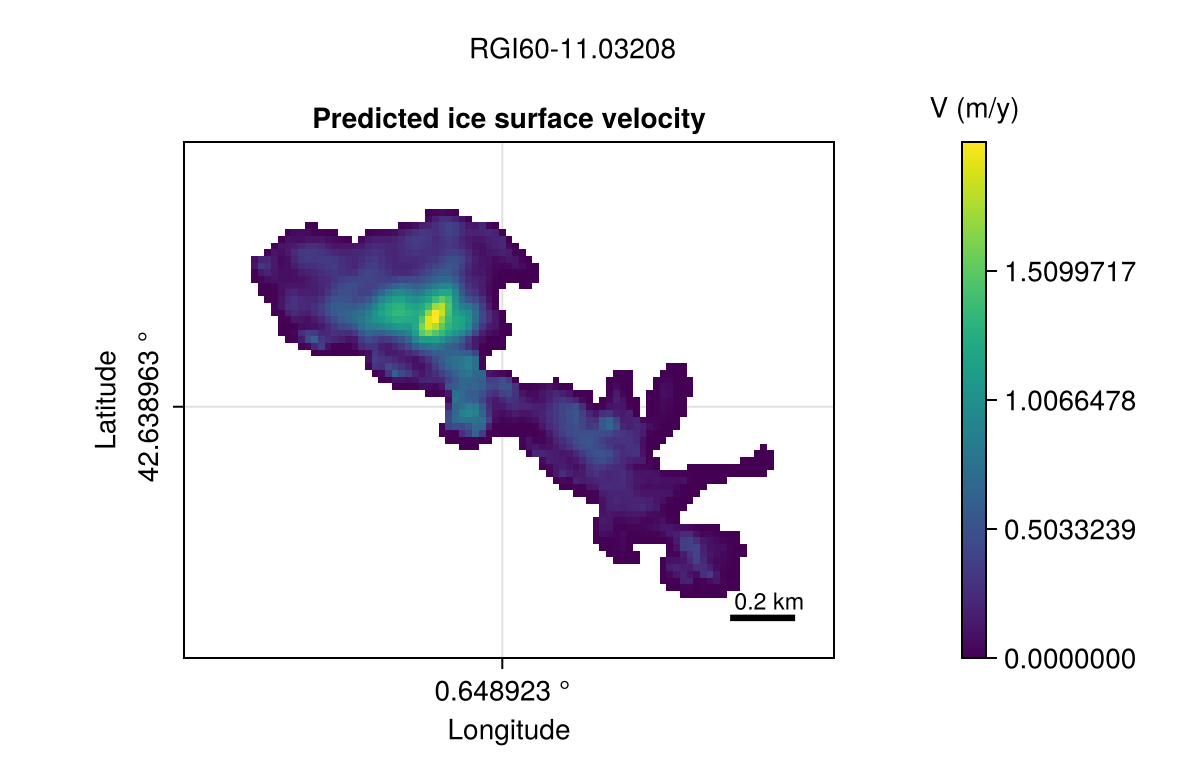 RGI60-11.03208
Predicted ice surface velocity
V (m/y)
1.5099717
1.0066478
0.5033239
0.0000000
Latitude
42.638963 °
0.2 km
0.648923 °
Longitude